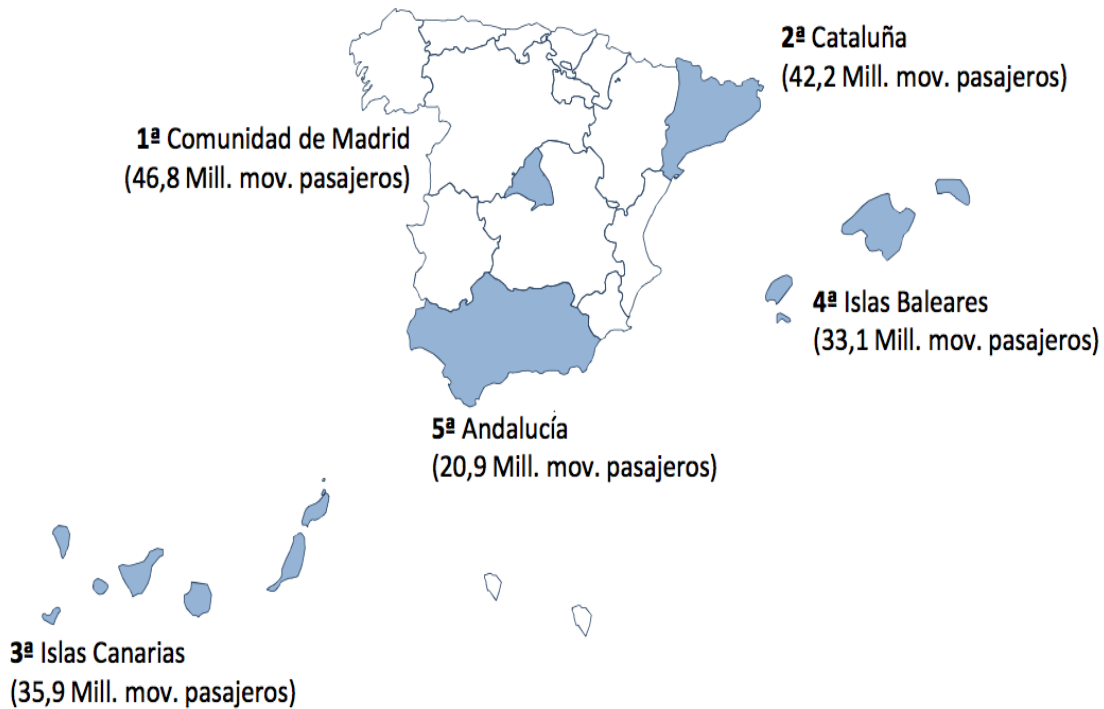 2ª Cataluña
(42,2 Mill. mov. pasajeros)
1ª Comunidad de Madrid
(46,8 Mill. mov. pasajeros)
4ª Islas Baleares
(33,1 Mill. mov. pasajeros)
5ª Andalucía
(20,9 Mill. mov. pasajeros)
3ª Islas Canarias
(35,9 Mill. mov. pasajeros)